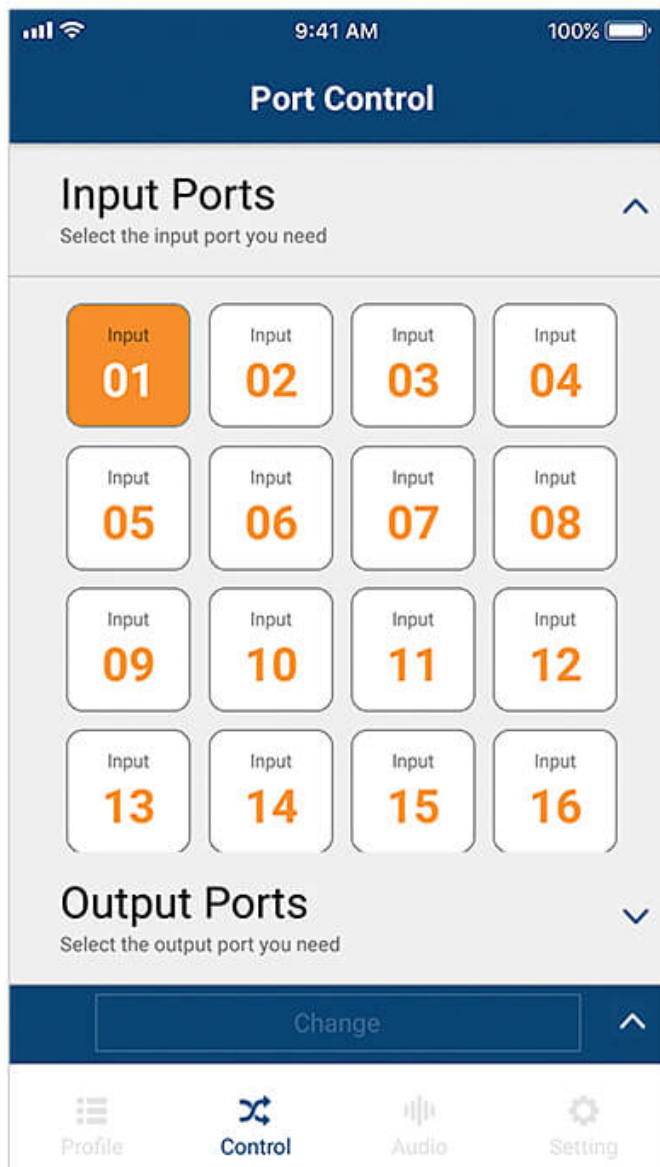 9:41 AM 100%
Port Control
Input Ports
Select the input port you need
Input Input Input Input
01 02 03 04
Input Input Input Input
05 06 07 08
Input Input Input Input
09 10 11 12
Input Input Input Input
13 14 15 16
Output Ports
Select the output port you need
Change
Profile Control Audio Setting